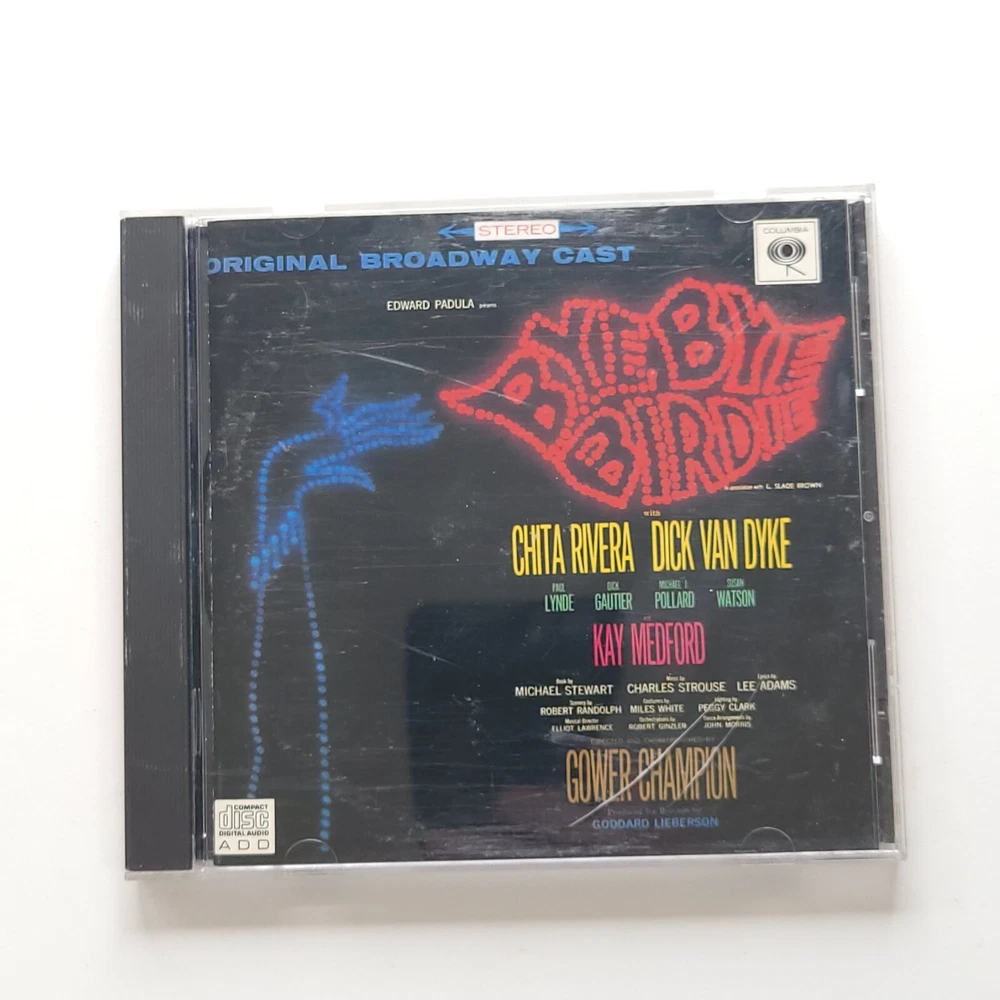 STEREO
COLUMBIA
ORIGINAL BROADWAY CAST
EDWARD PADULA presents
BYE BYE
BIRDIE
in association with L. SLADE BROWN
with
CHITA RIVERA DICK VAN DYKE
PAUL LYNDE DICK GAUTIER MICHAEL J. POLLARD SUSAN WATSON
KAY MEDFORD
Book by MICHAEL STEWART Music by CHARLES STROUSE Lyrics by LEE ADAMS
Scenery by ROBERT RANDOLPH Costumes by MILES WHITE Lighting by PEGGY CLARK
Musical Director ELLIOT LAWRENCE Orchestrations by ROBERT GINZLER Dance Arrangements by JOHN MORRIS
DIRECTED AND CHOREOGRAPHED BY
GOWER CHAMPION
Produced for Records by
GODDARD LIEBERSON
COMPACT
disc
DIGITAL AUDIO
ADD